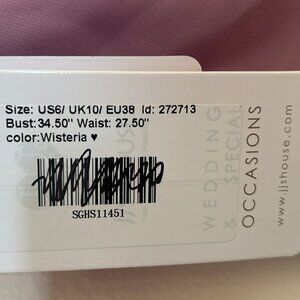 Size: US6/ UK10/ EU38 Id: 272713
Bust:34.50" Waist: 27.50"
color:Wisteria ♥
SGHS11451
WEDDING
& SPECIAL
OCCASIONS
www.jjshouse.com